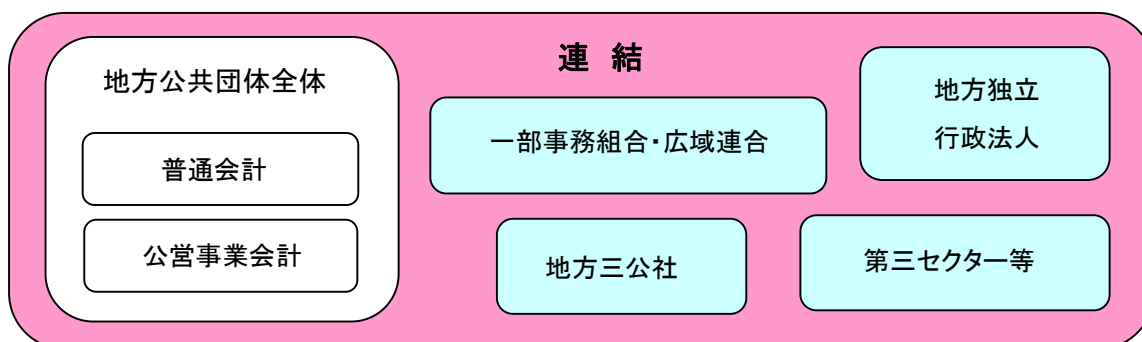 連 結
地方公共団体全体
普通会計
公営事業会計
一部事務組合・広域連合
地方独立
行政法人
地方三公社
第三セクター等